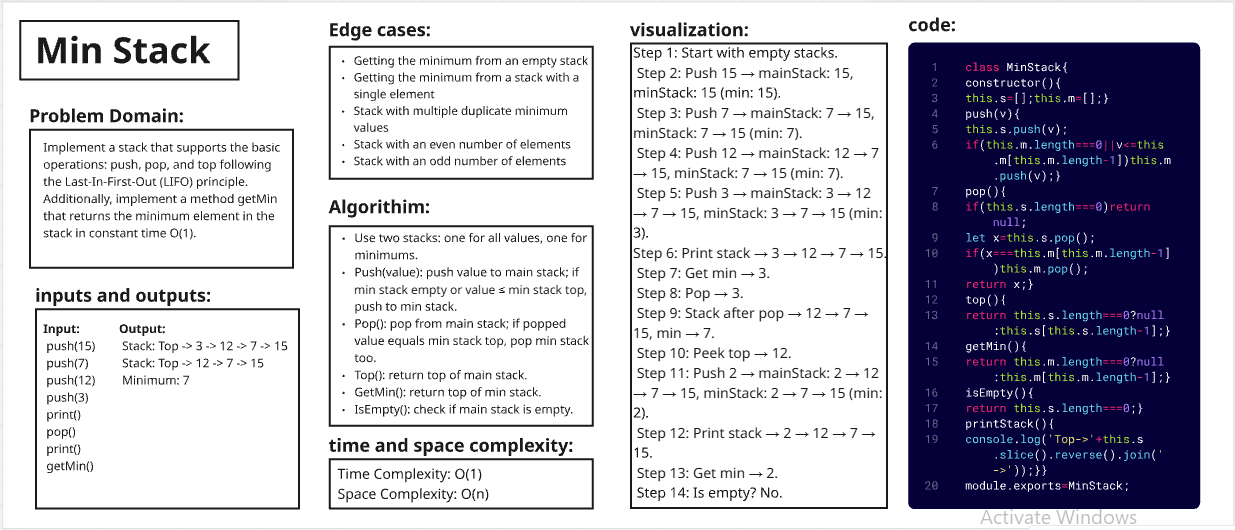 Min Stack
Problem Domain:
Implement a stack that supports the basic
operations: push, pop, and top following
the Last-In-First-Out (LIFO) principle.
Additionally, implement a method getMin
that returns the minimum element in the
stack in constant time O(1).
inputs and outputs:
Input: Output:
push(15) Stack: Top -> 3 -> 12 -> 7 -> 15
push(7) Stack: Top -> 12 -> 7 -> 15
push(12) Minimum: 7
push(3)
print()
pop()
print()
getMin()
Edge cases:
• Getting the minimum from an empty stack
• Getting the minimum from a stack with a
single element
• Stack with multiple duplicate minimum
values
• Stack with an even number of elements
• Stack with an odd number of elements
Algorithim:
• Use two stacks: one for all values, one for
minimums.
• Push(value): push value to main stack; if
min stack empty or value ≤ min stack top,
push to min stack.
• Pop(): pop from main stack; if popped
value equals min stack top, pop min stack
too.
• Top(): return top of main stack.
• GetMin(): return top of min stack.
• IsEmpty(): check if main stack is empty.
time and space complexity:
Time Complexity: O(1)
Space Complexity: O(n)
visualization:
Step 1: Start with empty stacks.
Step 2: Push 15 → mainStack: 15,
minStack: 15 (min: 15).
Step 3: Push 7 → mainStack: 7 → 15,
minStack: 7 → 15 (min: 7).
Step 4: Push 12 → mainStack: 12 → 7
→ 15, minStack: 7 → 15 (min: 7).
Step 5: Push 3 → mainStack: 3 → 12
→ 7 → 15, minStack: 3 → 7 → 15 (min:
3).
Step 6: Print stack → 3 → 12 → 7 → 15.
Step 7: Get min → 3.
Step 8: Pop → 3.
Step 9: Stack after pop → 12 → 7 →
15, min → 7.
Step 10: Peek top → 12.
Step 11: Push 2 → mainStack: 2 → 12
→ 7 → 15, minStack: 2 → 7 → 15 (min:
2).
Step 12: Print stack → 2 → 12 → 7 →
15.
Step 13: Get min → 2.
Step 14: Is empty? No.
code:
1 class MinStack{
2 constructor(){
3 this.s=[];this.m=[];}
4 push(v){
5 this.s.push(v);
6 if(this.m.length===0||v<=this
.m[this.m.length-1])this.m
.push(v);}
7 pop(){
8 if(this.s.length===0)return
null;
9 let x=this.s.pop();
10 if(x===this.m[this.m.length-1]
)this.m.pop();
11 return x;}
12 top(){
13 return this.s.length===0?null
:this.s[this.s.length-1];}
14 getMin(){
15 return this.m.length===0?null
:this.m[this.m.length-1];}
16 isEmpty(){
17 return this.s.length===0;}
18 printStack(){
19 console.log('Top->'+this.s
.slice().reverse().join('
->'));}}
20 module.exports=MinStack;
Activate Windows